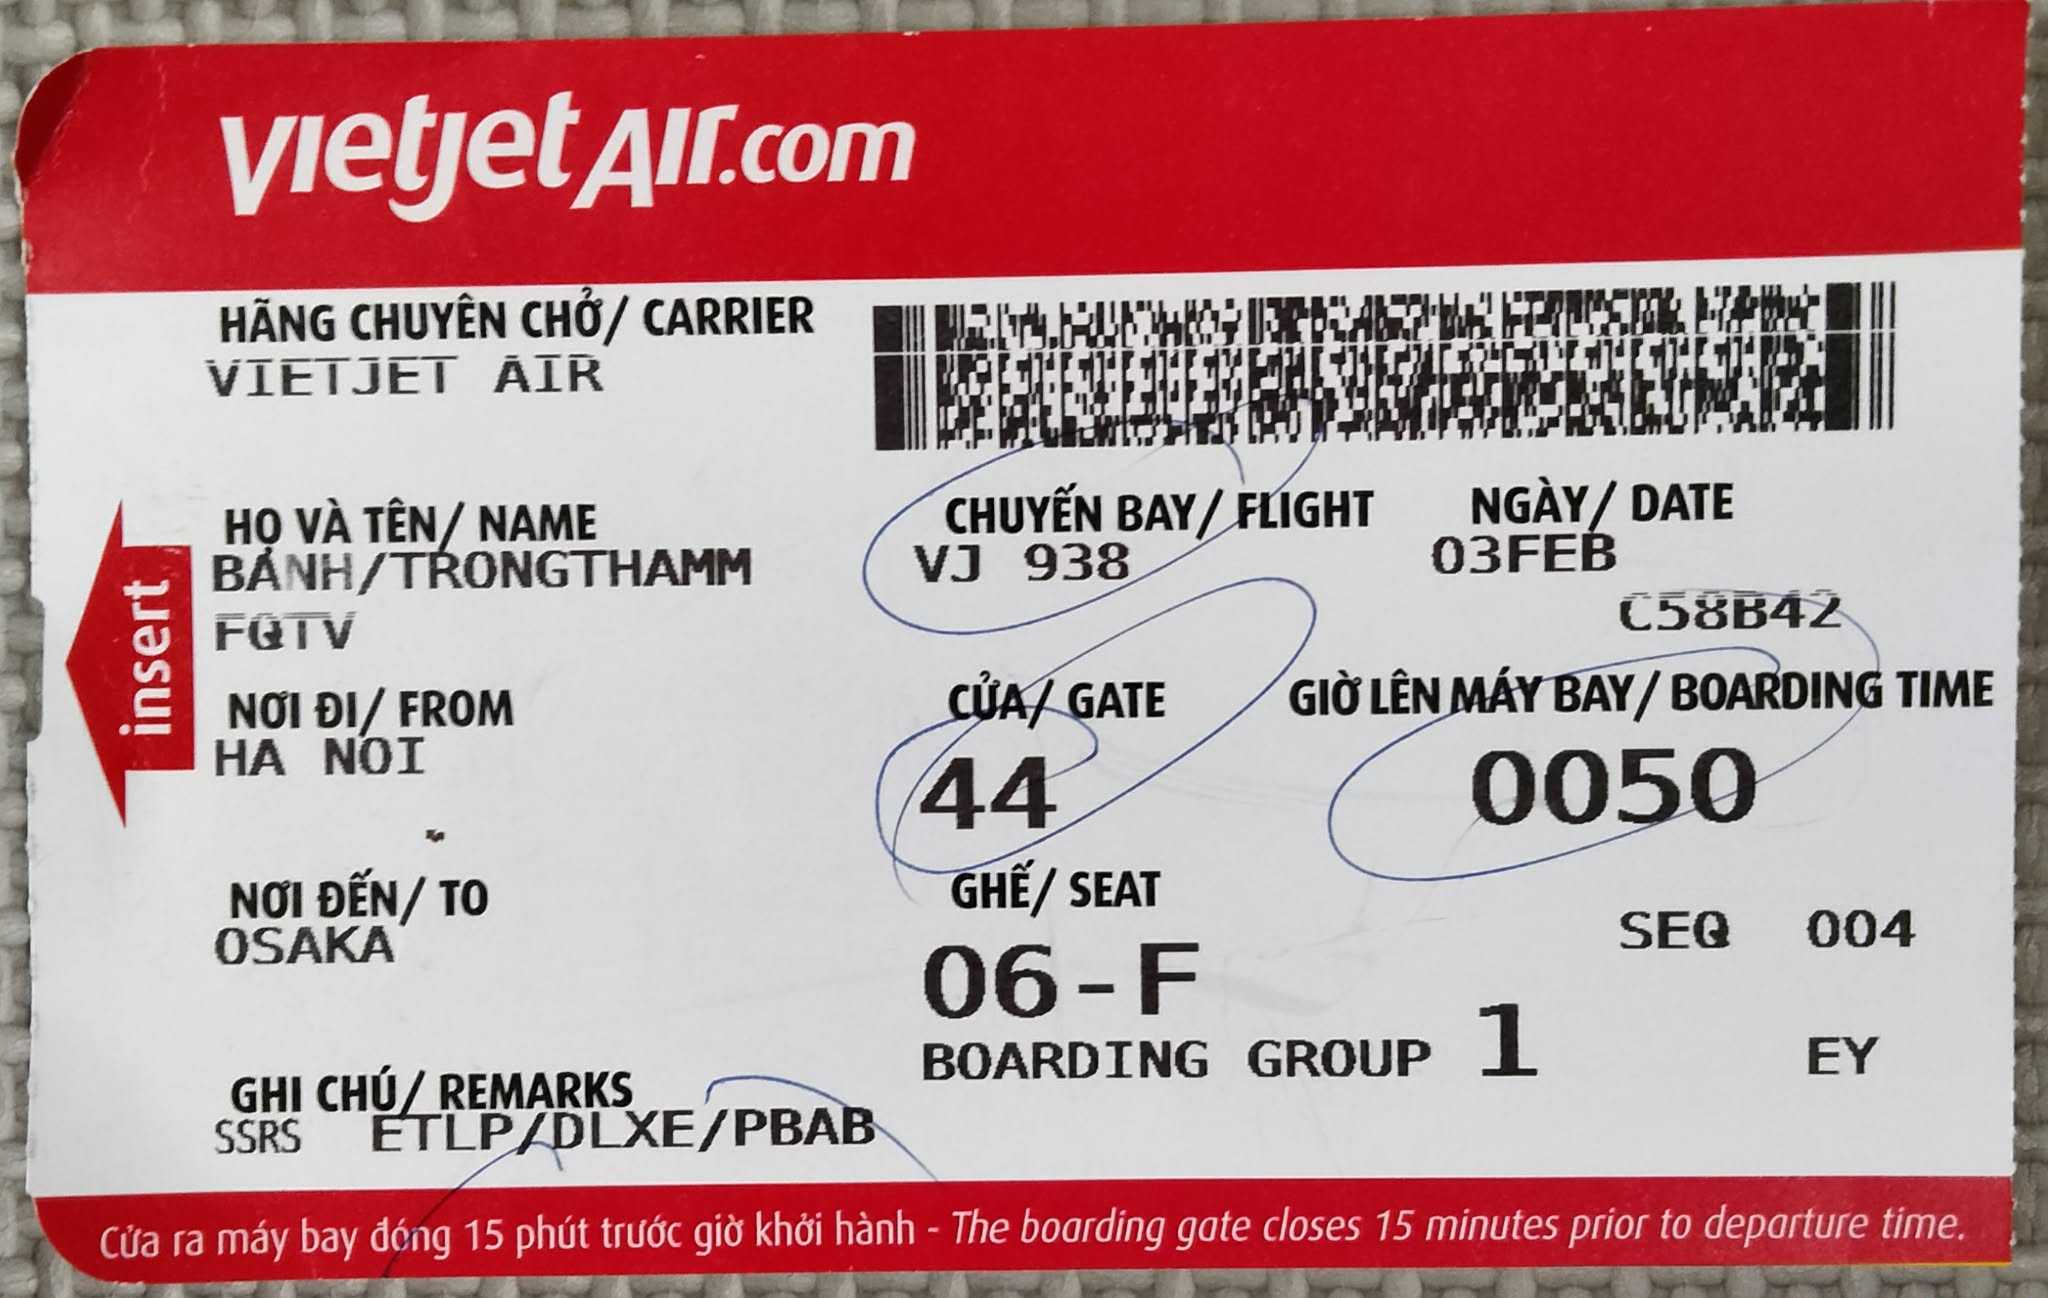 vietjetAir.com
HÃNG CHUYÊN CHỞ/ CARRIER
VIETJET AIR
HỌ VÀ TÊN/ NAME
BANH/TRONGTHAMM
FQTV
CHUYẾN BAY/ FLIGHT
VJ 938
NGÀY/ DATE
03FEB
C58B42
insert
NƠI ĐI/ FROM
HA NOI
CỬA/ GATE
44
GIỜ LÊN MÁY BAY/ BOARDING TIME
0050
NƠI ĐẾN/ TO
OSAKA
GHẾ/ SEAT
06-F
SEQ 004
BOARDING GROUP 1
EY
GHI CHÚ/ REMARKS
SSRS ETLP/DLXE/PBAB
Cửa ra máy bay đóng 15 phút trước giờ khởi hành - The boarding gate closes 15 minutes prior to departure time.